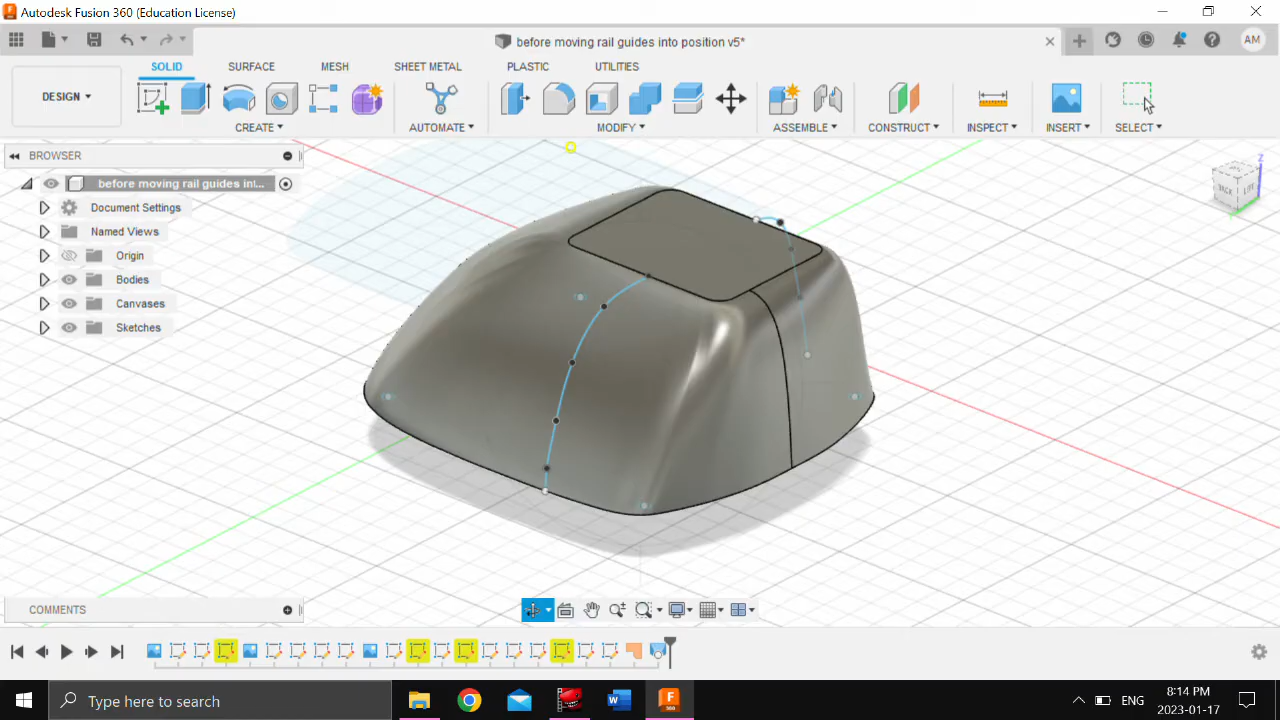 Autodesk Fusion 360 (Education License)
before moving rail guides into position v5*
AM
SOLID
SURFACE
MESH
SHEET METAL
PLASTIC
UTILITIES
DESIGN
CREATE
AUTOMATE
MODIFY
ASSEMBLE
CONSTRUCT
INSPECT
INSERT
SELECT
BROWSER
before moving rail guides int...
Document Settings
Named Views
Origin
Bodies
Canvases
Sketches
Z
BACK
LEFT
COMMENTS
Type here to search
ENG
8:14 PM
2023-01-17